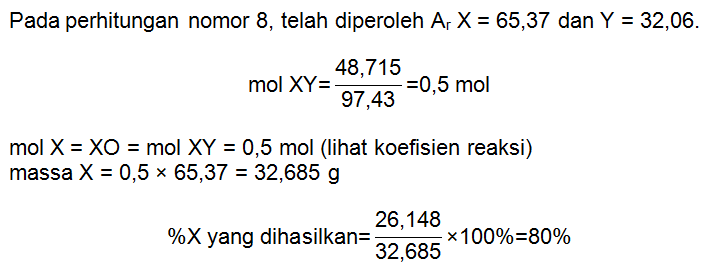 Pada perhitungan nomor 8, telah diperoleh Aᵣ X = 65,37 dan Y = 32,06.
mol XY= 48,715/97,43 =0,5 mol
mol X = XO = mol XY = 0,5 mol (lihat koefisien reaksi)
massa X = 0,5 × 65,37 = 32,685 g
%X yang dihasilkan= 26,148/32,685 ×100%=80%